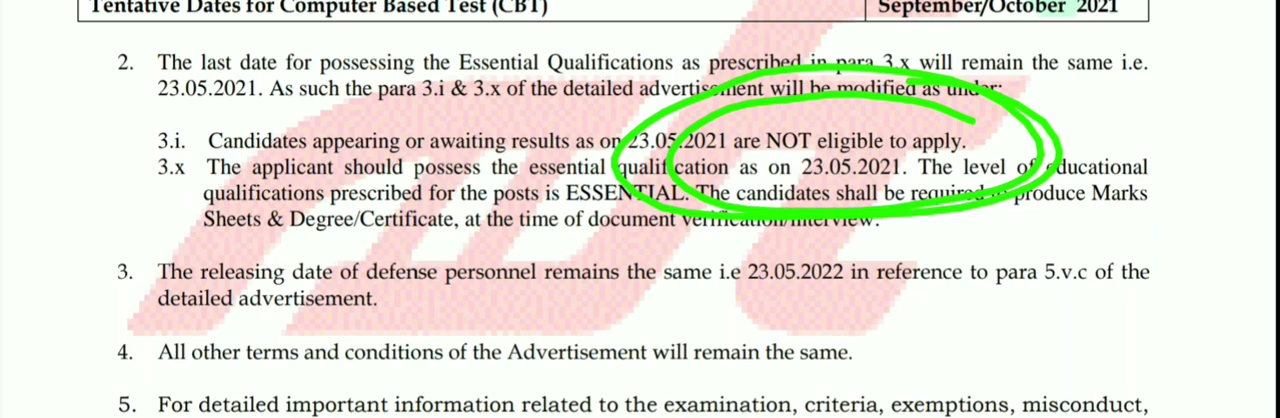 Tentative Dates for Computer Based Test (CBT) September/October 2021
2. The last date for possessing the Essential Qualifications as prescribed in para 3.x will remain the same i.e.
23.05.2021. As such the para 3.i & 3.x of the detailed advertisement will be modified as under:
3.i. Candidates appearing or awaiting results as on 23.05.2021 are NOT eligible to apply.
3.x The applicant should possess the essential qualification as on 23.05.2021. The level of educational
qualifications prescribed for the posts is ESSENTIAL. The candidates shall be required to produce Marks
Sheets & Degree/Certificate, at the time of document verification/interview.
3. The releasing date of defense personnel remains the same i.e 23.05.2022 in reference to para 5.v.c of the
detailed advertisement.
4. All other terms and conditions of the Advertisement will remain the same.
5. For detailed important information related to the examination, criteria, exemptions, misconduct,